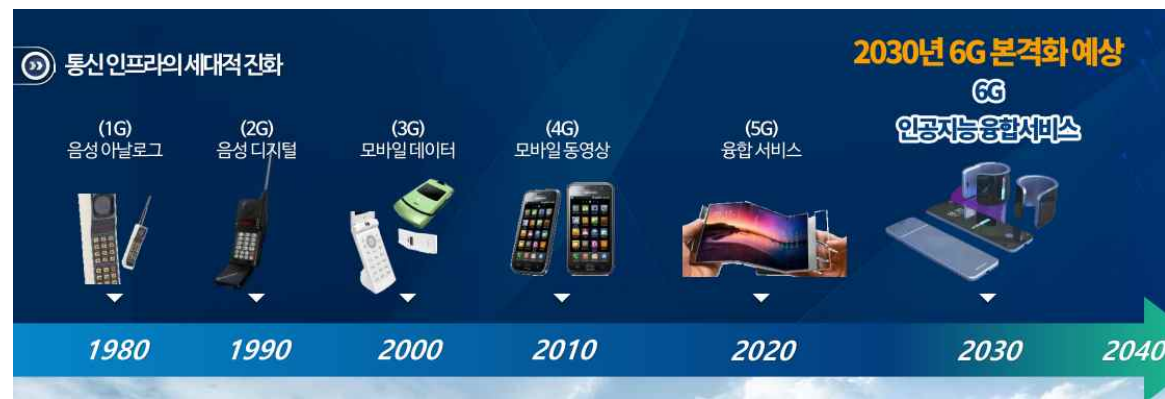 통신 인프라의 세대적 진화
2030년 6G 본격화 예상
6G
인공지능 융합서비스
(1G)
음성 아날로그
(2G)
음성 디지털
(3G)
모바일 데이터
(4G)
모바일 동영상
(5G)
융합 서비스
1980
1990
2000
2010
2020
2030
2040